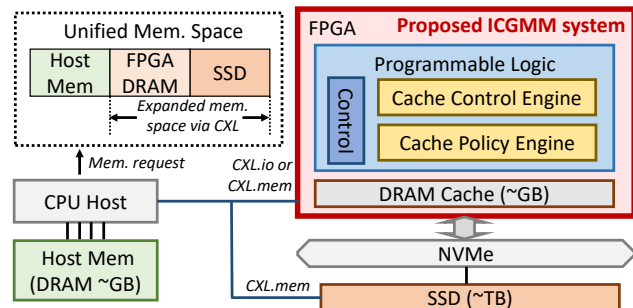 Unified Mem. Space
Host
Mem
FPGA
DRAM
SSD
Expanded mem.
space via CXL
Mem. request
CPU Host
Host Mem
(DRAM ~GB)
CXL.io or
CXL.mem
CXL.mem
FPGA
Proposed ICGMM system
Programmable Logic
Control
Cache Control Engine
Cache Policy Engine
DRAM Cache (~GB)
NVMe
SSD (~TB)